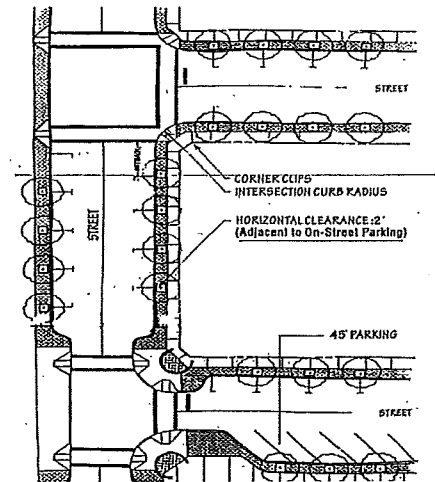 STREET
CORNER CLIPS
INTERSECTION CURB RADIUS
HORIZONTAL CLEARANCE: 2'
(Adjacent to On-Street Parking)
STREET
45° PARKING
STREET